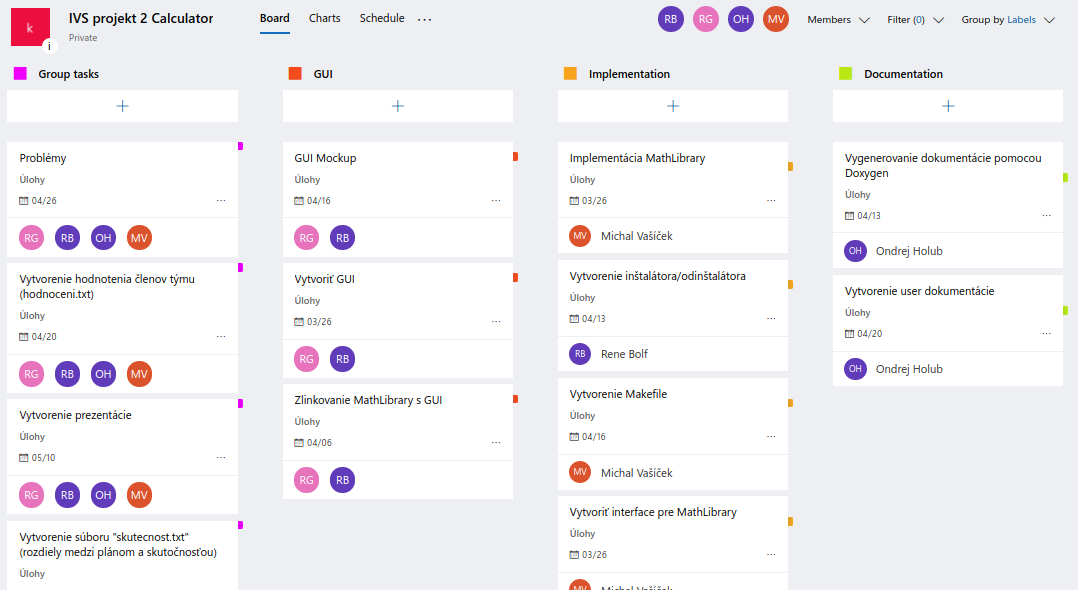 k
i
IVS projekt 2 Calculator
Private
Board
Charts
Schedule
...
RB
RG
OH
MV
Members
Filter (0)
Group by Labels
Group tasks
+
Problémy
Úlohy
04/26
...
RG RB OH MV
Vytvorenie hodnotenia členov týmu
(hodnoceni.txt)
Úlohy
04/20
...
RG RB OH MV
Vytvorenie prezentácie
Úlohy
05/10
...
RG RB OH MV
Vytvorenie súboru "skutecnost.txt"
(rozdiely medzi plánom a skutočnosťou)
Úlohy
GUI
+
GUI Mockup
Úlohy
04/16
...
RG RB
Vytvoriť GUI
Úlohy
03/26
...
RG RB
Zlinkovanie MathLibrary s GUI
Úlohy
04/06
...
RG RB
Implementation
+
Implementácia MathLibrary
Úlohy
03/26
...
MV Michal Vašíček
Vytvorenie inštalátora/odinštalátora
Úlohy
04/13
...
RB Rene Bolf
Vytvorenie Makefile
Úlohy
04/16
...
MV Michal Vašíček
Vytvoriť interface pre MathLibrary
Úlohy
03/26
...
MV Michal Vašíček
Documentation
+
Vygenerovanie dokumentácie pomocou
Doxygen
Úlohy
04/13
...
OH Ondrej Holub
Vytvorenie user dokumentácie
Úlohy
04/20
...
OH Ondrej Holub